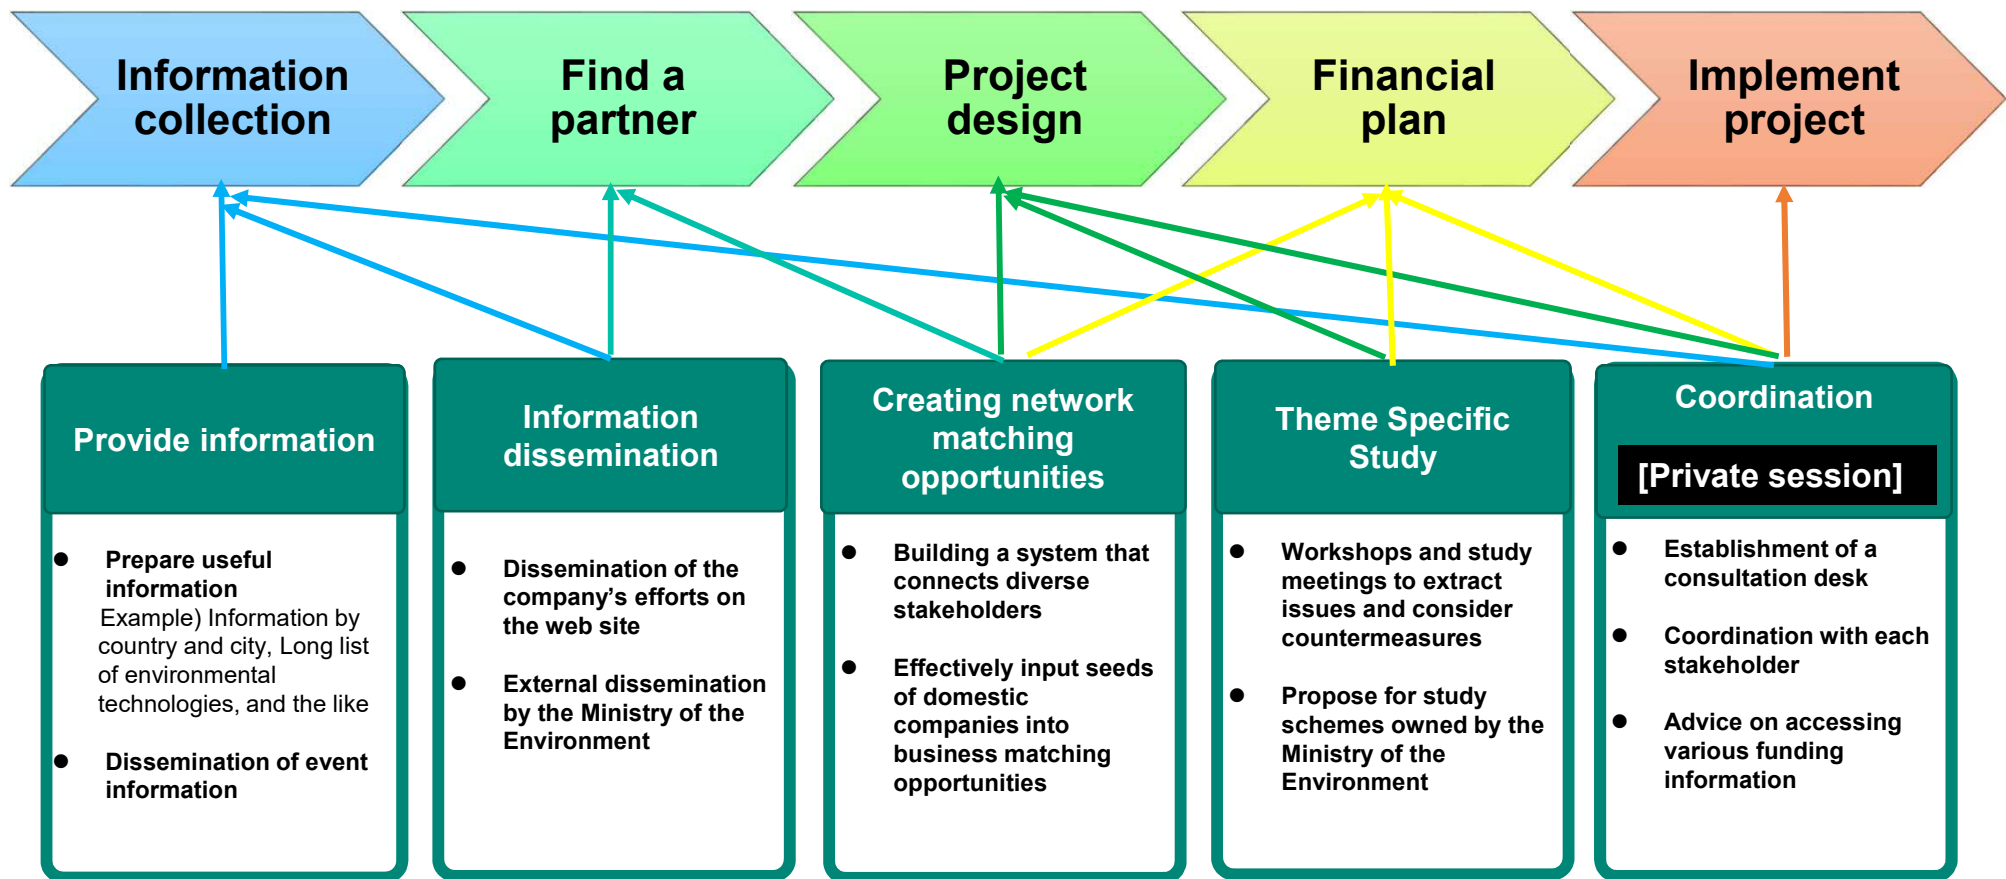 Information
collection
Find a
partner
Project
design
Financial
plan
Implement
project
Provide information
Prepare useful
information
Example) Information by
country and city, Long list
of environmental
technologies, and the like
Dissemination of event
information
Information
dissemination
Dissemination of the
company’s efforts on
the web site
External dissemination
by the Ministry of the
Environment
Creating network
matching
opportunities
Building a system that
connects diverse
stakeholders
Effectively input seeds
of domestic
companies into
business matching
opportunities
Theme Specific
Study
Workshops and study
meetings to extract
issues and consider
countermeasures
Propose for study
schemes owned by the
Ministry of the
Environment
Coordination
[Private session]
Establishment of a
consultation desk
Coordination with each
stakeholder
Advice on accessing
various funding
information